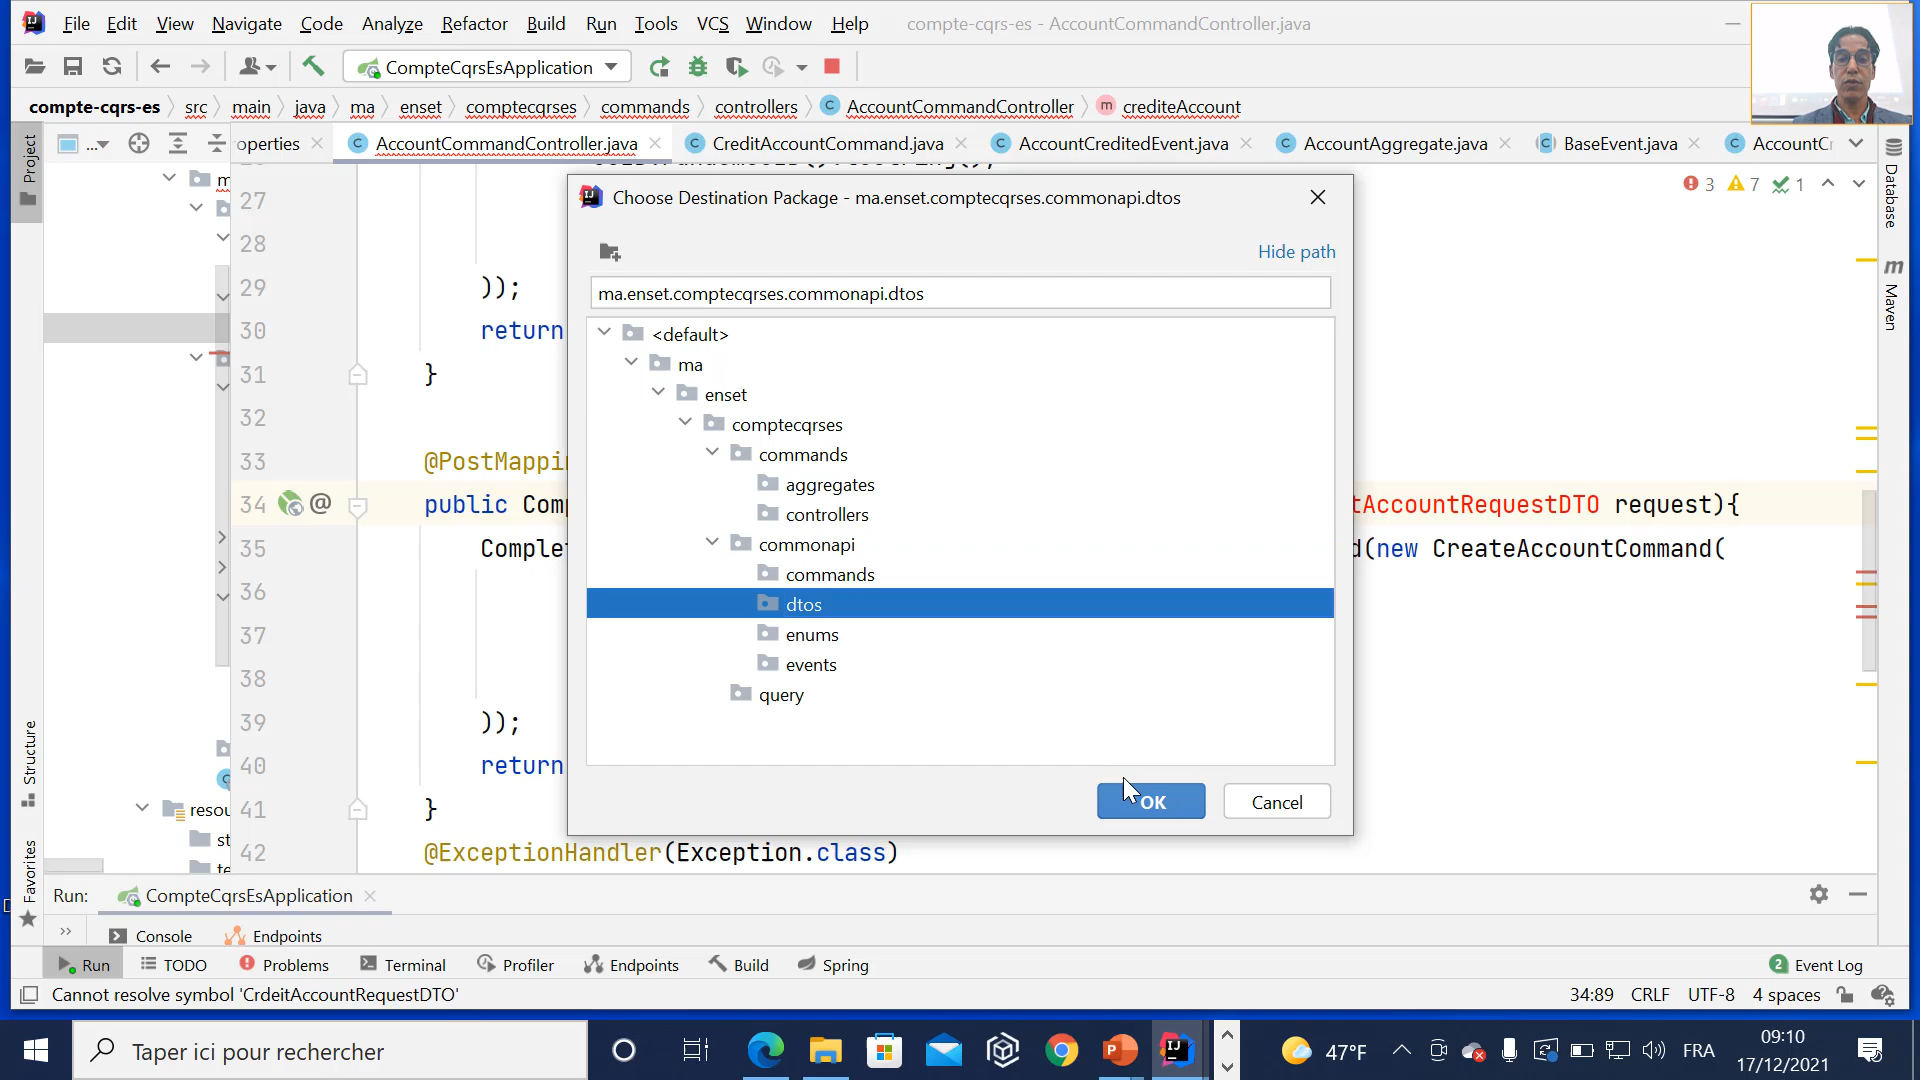 File Edit View Navigate Code Analyze Refactor Build Run Tools VCS Window Help compte-cqrs-es - AccountCommandController.java
CompteCqrsEsApplication
compte-cqrs-es src main java ma enset comptecqrses commands controllers AccountCommandController crediteAccount
Project ... operties AccountCommandController.java CreditAccountCommand.java AccountCreditedEvent.java AccountAggregate.java BaseEvent.java AccountC
3 7 1
Database
Maven
Structure
Favorites
27
28
29 ));
30 return
31 }
32
33 @PostMappin
34 public Com tAccountRequestDTO request){
35 Complet d(new CreateAccountCommand(
36
37
38
39 ));
40 return
41 }
42 @ExceptionHandler(Exception.class)
m
resou
st
te
Choose Destination Package - ma.enset.comptecqrses.commonapi.dtos
Hide path
ma.enset.comptecqrses.commonapi.dtos
<default>
ma
enset
comptecqrses
commands
aggregates
controllers
commonapi
commands
dtos
enums
events
query
OK Cancel
Run: CompteCqrsEsApplication
Console Endpoints
Run TODO Problems Terminal Profiler Endpoints Build Spring 2 Event Log
Cannot resolve symbol 'CrdeitAccountRequestDTO' 34:89 CRLF UTF-8 4 spaces
Taper ici pour rechercher 47°F FRA 09:10
17/12/2021